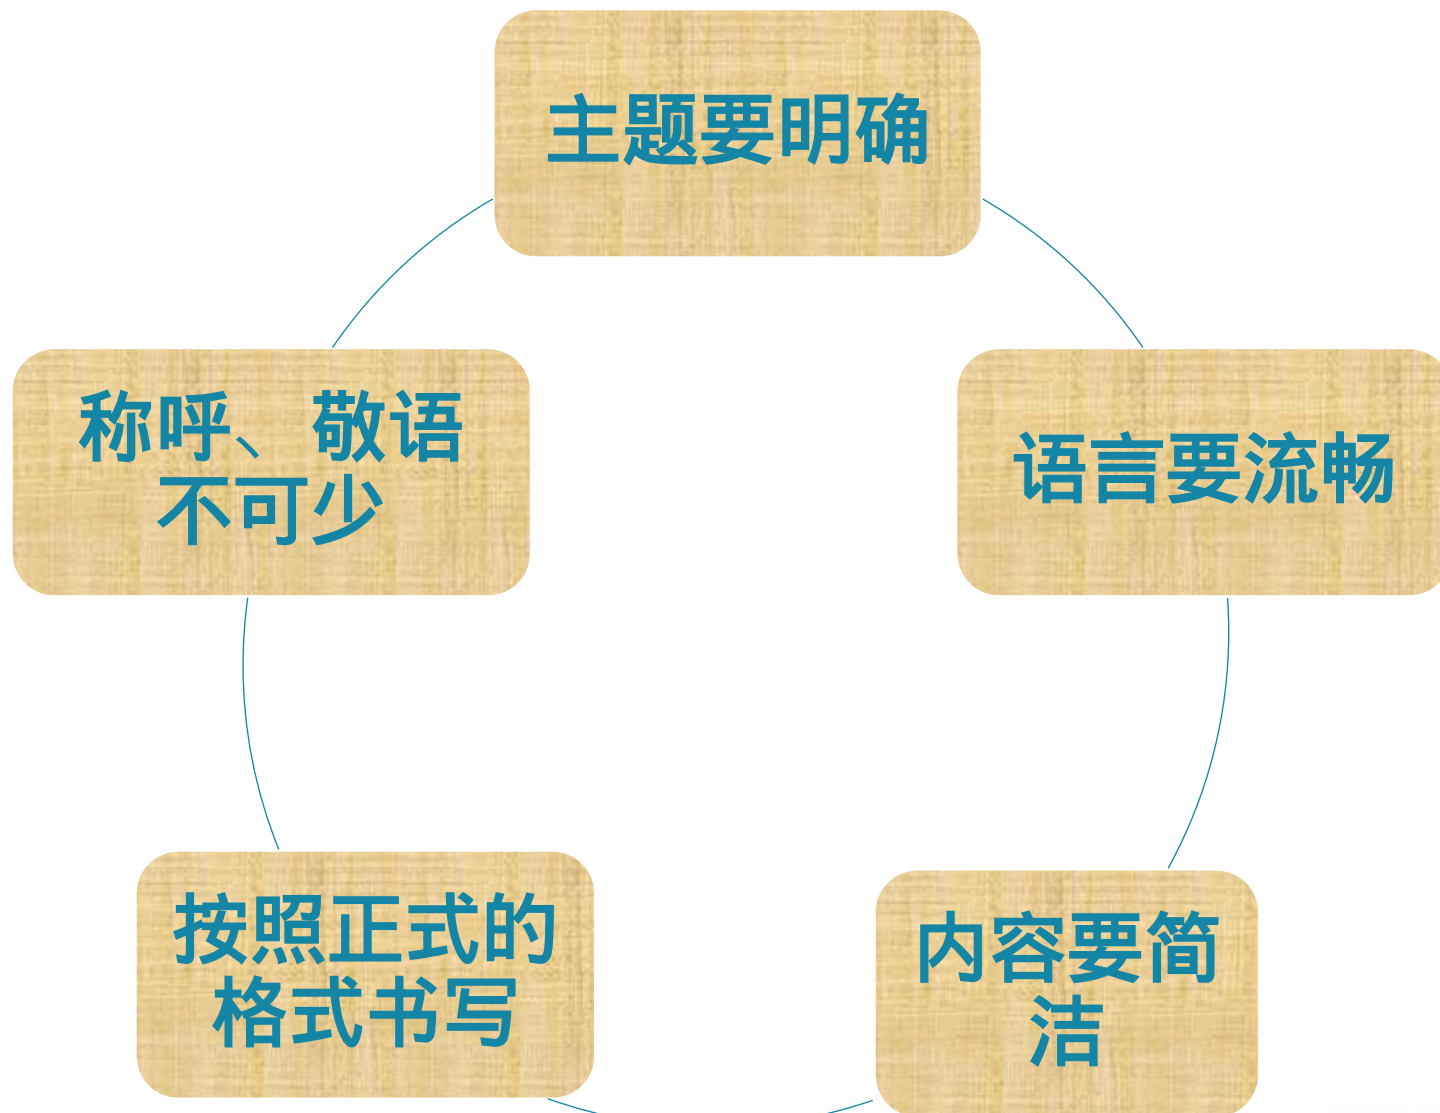 主题要明确
称呼、敬语
不可少
语言要流畅
按照正式的
格式书写
内容要简
洁